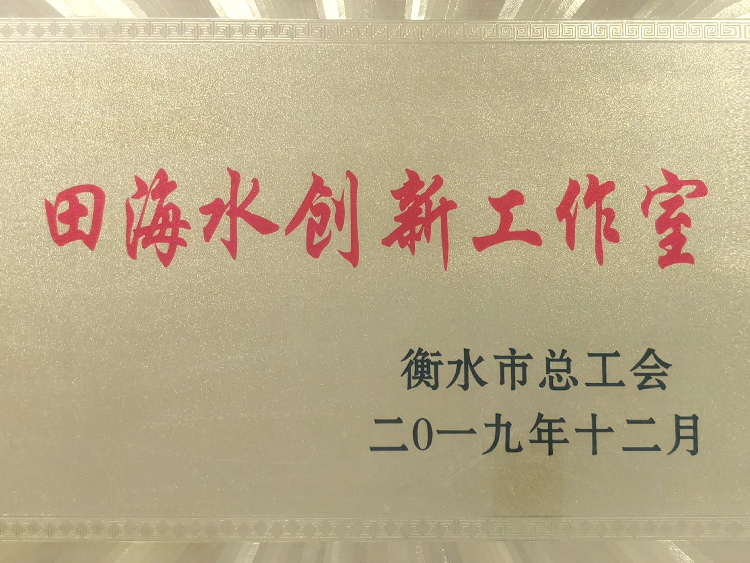 田海水创新工作室
衡水市总工会
二0一九年十二月